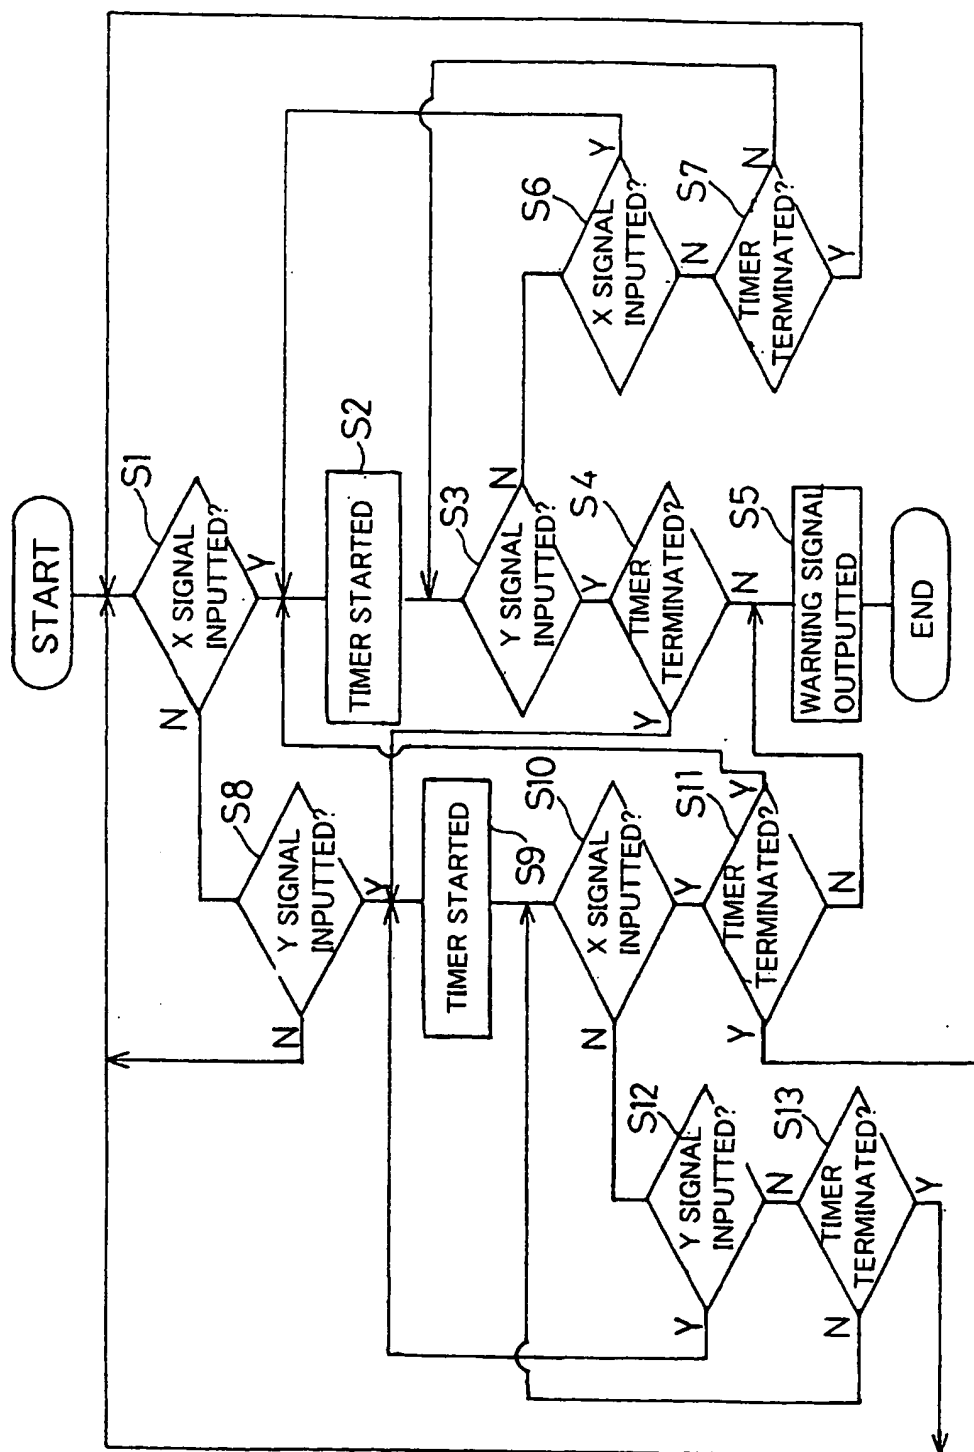 START
S1
X SIGNAL
INPUTTED?
N
Y
S2
TIMER STARTED
S3
Y SIGNAL
INPUTTED?
N
Y
S4
TIMER
TERMINATED?
Y
N
S5
WARNING SIGNAL
OUTPUTTED
END
S6
X SIGNAL
INPUTTED?
Y
N
S7
TIMER
TERMINATED?
N
Y
S8
Y SIGNAL
INPUTTED?
N
Y
S9
TIMER STARTED
S10
X SIGNAL
INPUTTED?
N
Y
S11
TIMER
TERMINATED?
Y
Y
N
S12
Y SIGNAL
INPUTTED?
Y
N
S13
TIMER
TERMINATED?
N
Y